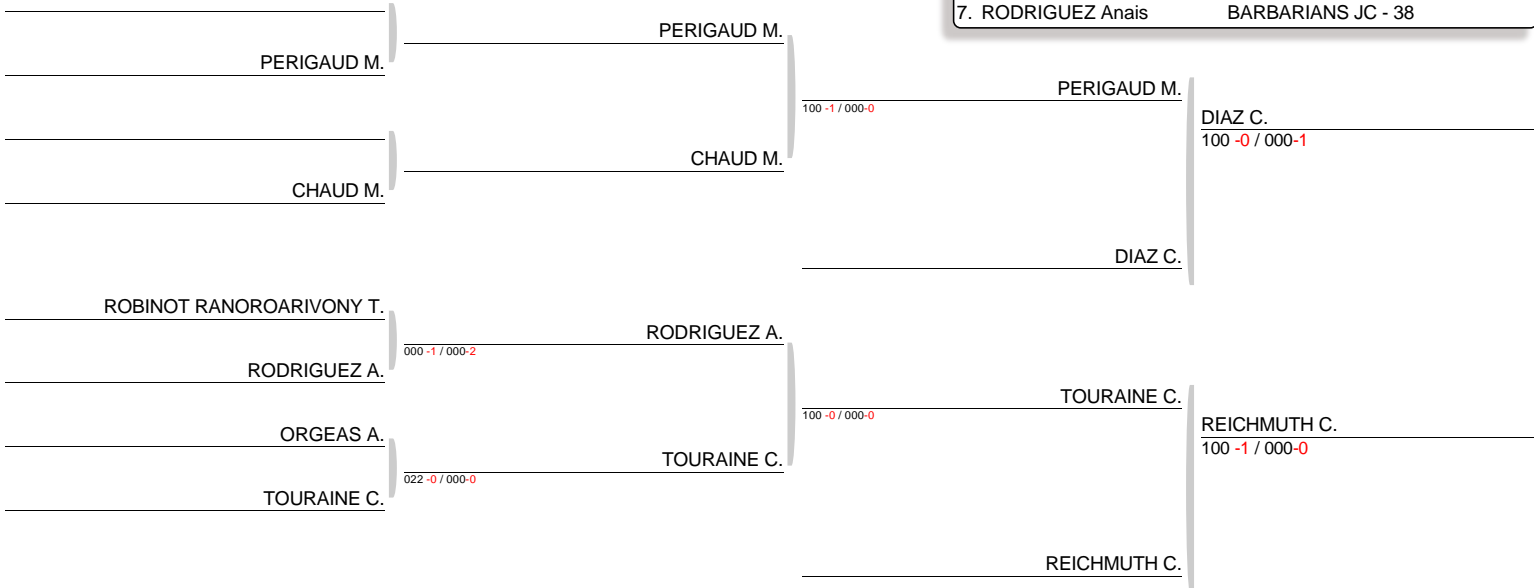 7. RODRIGUEZ Anais BARBARIANS JC - 38
PERIGAUD M.
PERIGAUD M.
PERIGAUD M.
100 -1 / 000-0
DIAZ C.
100 -0 / 000-1
CHAUD M.
CHAUD M.
DIAZ C.
ROBINOT RANOROARIVONY T.
RODRIGUEZ A.
000 -1 / 000-2
RODRIGUEZ A.
TOURAINE C.
100 -0 / 000-0
REICHMUTH C.
100 -1 / 000-0
ORGEAS A.
TOURAINE C.
022 -0 / 000-0
TOURAINE C.
REICHMUTH C.